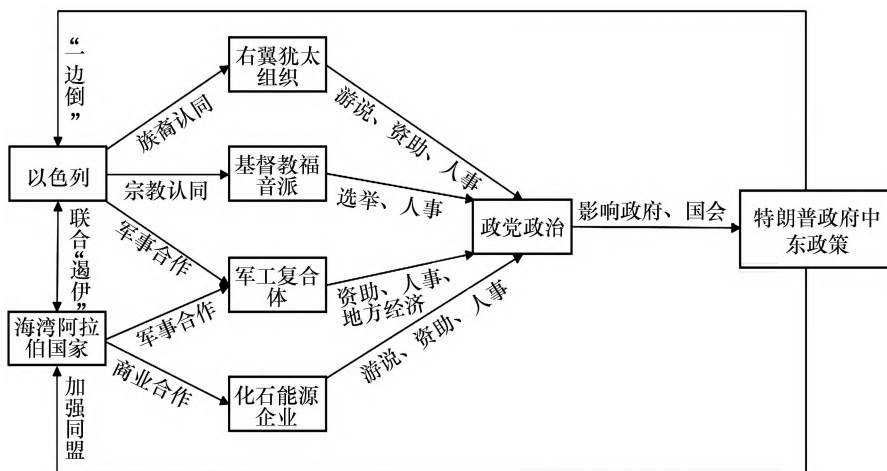 “一边倒”
右翼犹太
组织
游说、资助、人事
族裔认同
以色列
宗教认同
基督教福
音派
选举、人事
政党政治
影响政府、国会
特朗普政府中
东政策
联合“遏伊”
军事合作
军工复合
体
资助、人事、
地方经济
军事合作
海湾阿拉
伯国家
商业合作
化石能源
企业
游说、资助、人事
加强同盟